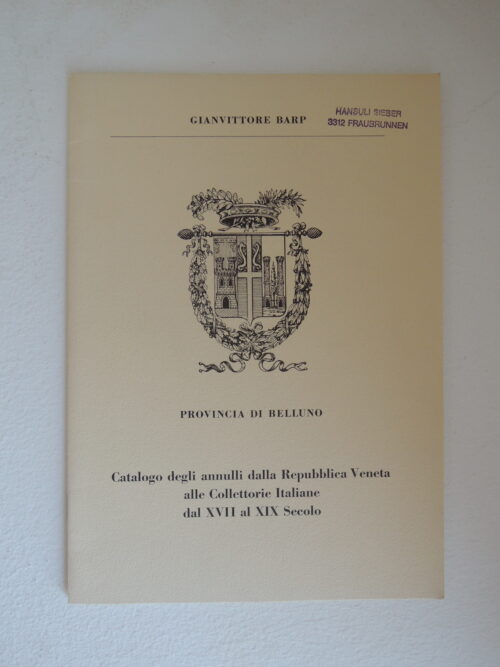 GIANVITTORE BARP
HANSULI SIEBER
3312 FRAUBRUNNEN
PROVINCIA DI BELLUNO
Catalogo degli annulli dalla Repubblica Veneta
alle Collettorie Italiane
dal XVII al XIX Secolo